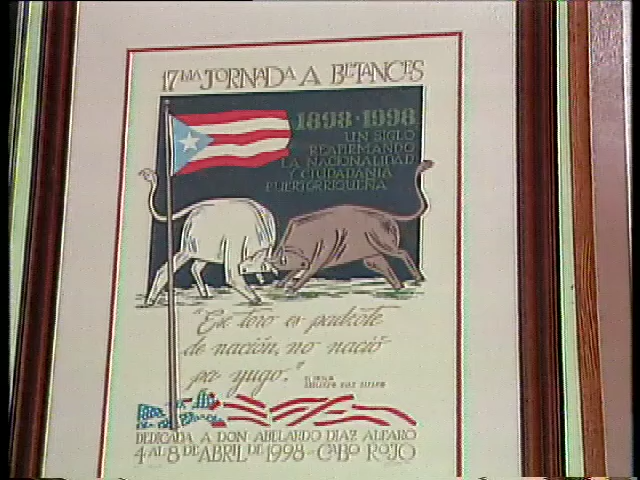 17MA JORNADA A BETANCES
1898 · 1998
UN SIGLO
REAFIRMANDO
LA NACIONALIDAD
Y CIUDADANIA
PUERTORRIQUEÑA
"Ese toro es padrote
de nación, no nació
pa yugo."
DEDICADA A DON ABELARDO DIAZ ALFARO
4 AL 8 DE ABRIL DE 1998 - CABO ROJO